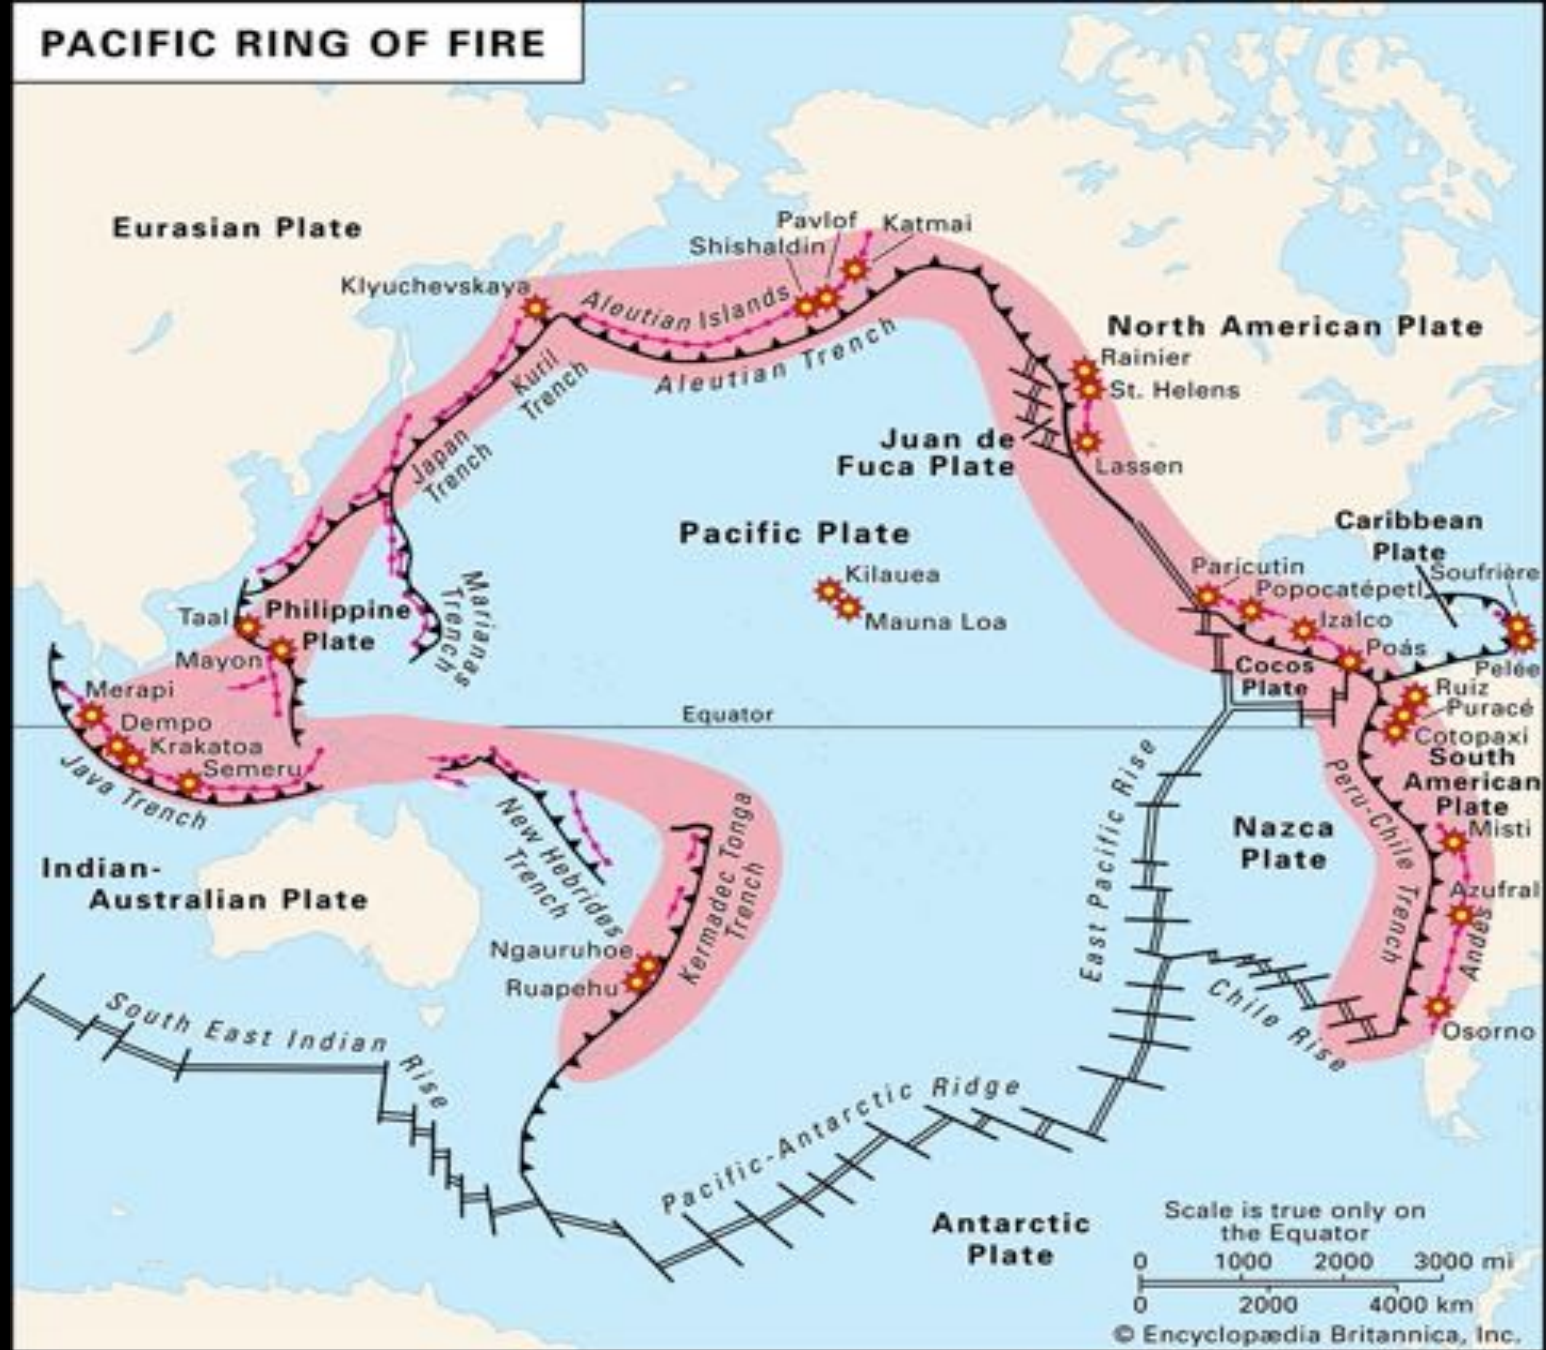 PACIFIC RING OF FIRE
Eurasian Plate
Pavlof
Katmai
Shishaldin
Klyuchevskaya
Aleutian Islands
North American Plate
Aleutian Trench
Kuril
Trench
Rainier
St. Helens
Japan
Trench
Juan de
Fuca Plate
Lassen
Pacific Plate
Caribbean
Plate
Kilauea
Mauna Loa
Paricutin
Popocatépetl
Soufrière
Izalco
Poás
Pelée
Taal
Philippine
Plate
Mayon
Marianas
Trench
Cocos
Plate
Ruiz
Puracé
Cotopaxi
Merapi
Dempo
Krakatoa
Semeru
Java Trench
Equator
South
American
Plate
Misti
Peru-Chile Trench
Nazca
Plate
East Pacific Rise
Indian-
Australian Plate
New Hebrides
Trench
Kermadec Tonga
Trench
Azufral
Andes
Ngauruhoe
Ruapehu
Chile Rise
Osorno
South East Indian Rise
Pacific-Antarctic Ridge
Antarctic
Plate
Scale is true only on
the Equator
0 1000 2000 3000 mi
0 2000 4000 km
© Encyclopædia Britannica, Inc.